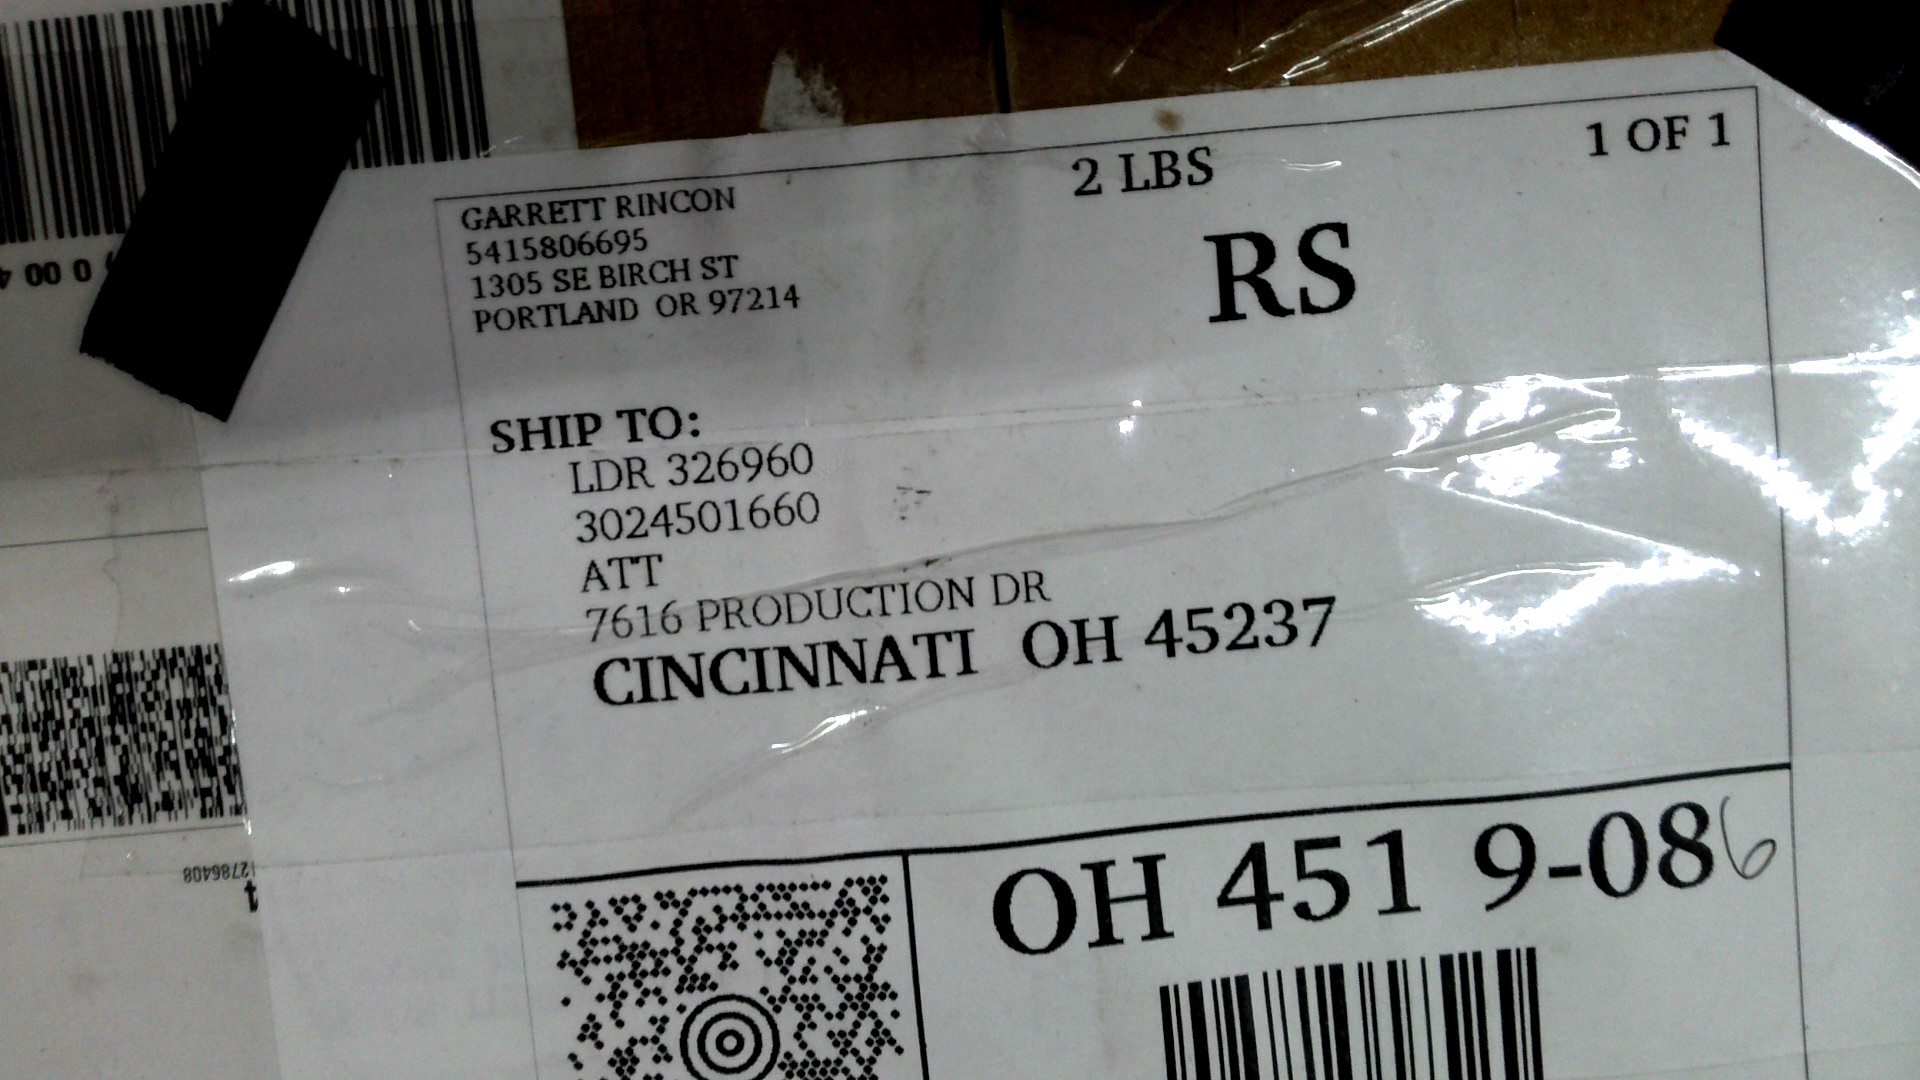 GARRETT RINCON
5415806695
1305 SE BIRCH ST
PORTLAND OR 97214
2 LBS
1 OF 1
RS
SHIP TO:
LDR 326960
3024501660
ATT
7616 PRODUCTION DR
CINCINNATI OH 45237
OH 451 9-086